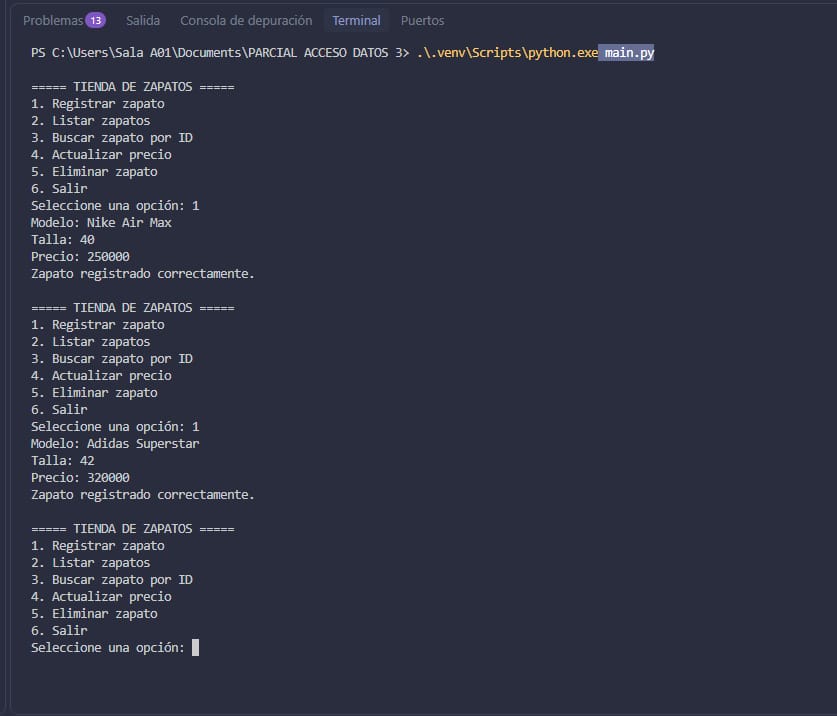 Problemas 13 Salida Consola de depuración Terminal Puertos
PS C:\Users\Sala A01\Documents\PARCIAL ACCESO DATOS 3> .\.venv\Scripts\python.exe main.py
===== TIENDA DE ZAPATOS =====
1. Registrar zapato
2. Listar zapatos
3. Buscar zapato por ID
4. Actualizar precio
5. Eliminar zapato
6. Salir
Seleccione una opción: 1
Modelo: Nike Air Max
Talla: 40
Precio: 250000
Zapato registrado correctamente.
===== TIENDA DE ZAPATOS =====
1. Registrar zapato
2. Listar zapatos
3. Buscar zapato por ID
4. Actualizar precio
5. Eliminar zapato
6. Salir
Seleccione una opción: 1
Modelo: Adidas Superstar
Talla: 42
Precio: 320000
Zapato registrado correctamente.
===== TIENDA DE ZAPATOS =====
1. Registrar zapato
2. Listar zapatos
3. Buscar zapato por ID
4. Actualizar precio
5. Eliminar zapato
6. Salir
Seleccione una opción: